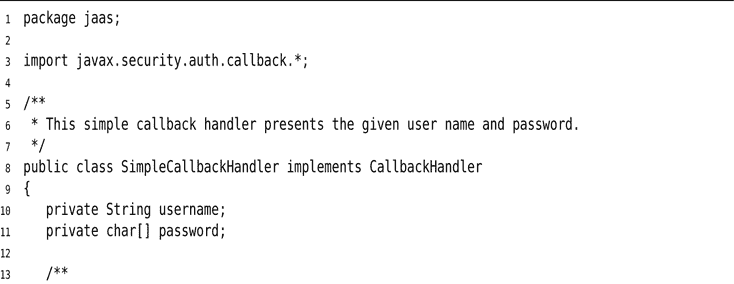 1 package jaas;
2
3 import javax.security.auth.callback.*;
4
5 /**
6  * This simple callback handler presents the given user name and password.
7  */
8 public class SimpleCallbackHandler implements CallbackHandler
9 {
10    private String username;
11    private char[] password;
12
13    /**